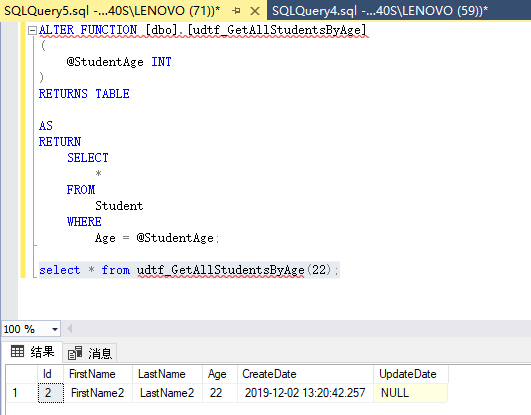 SQLQuery5.sql -...40S\LENOVO (71))*
SQLQuery4.sql -...40S\LENOVO (59))*
ALTER FUNCTION [dbo].[udtf_GetAllStudentsByAge]
(
@StudentAge INT
)
RETURNS TABLE
AS
RETURN
SELECT
*
FROM
Student
WHERE
Age = @StudentAge;
select * from udtf_GetAllStudentsByAge(22);
100 %
结果 消息
Id FirstName LastName Age CreateDate UpdateDate
1 2 FirstName2 LastName2 22 2019-12-02 13:20:42.257 NULL